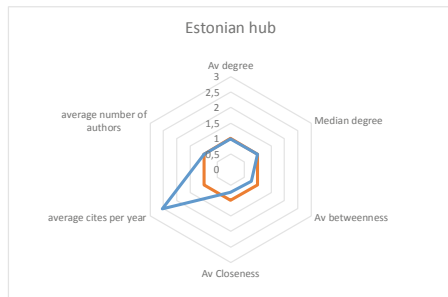 Estonian hub
Av degree
3
2,5
2
1,5
1
0,5
0
average number of
authors
Median degree
average cites per year
Av betweenness
Av Closeness